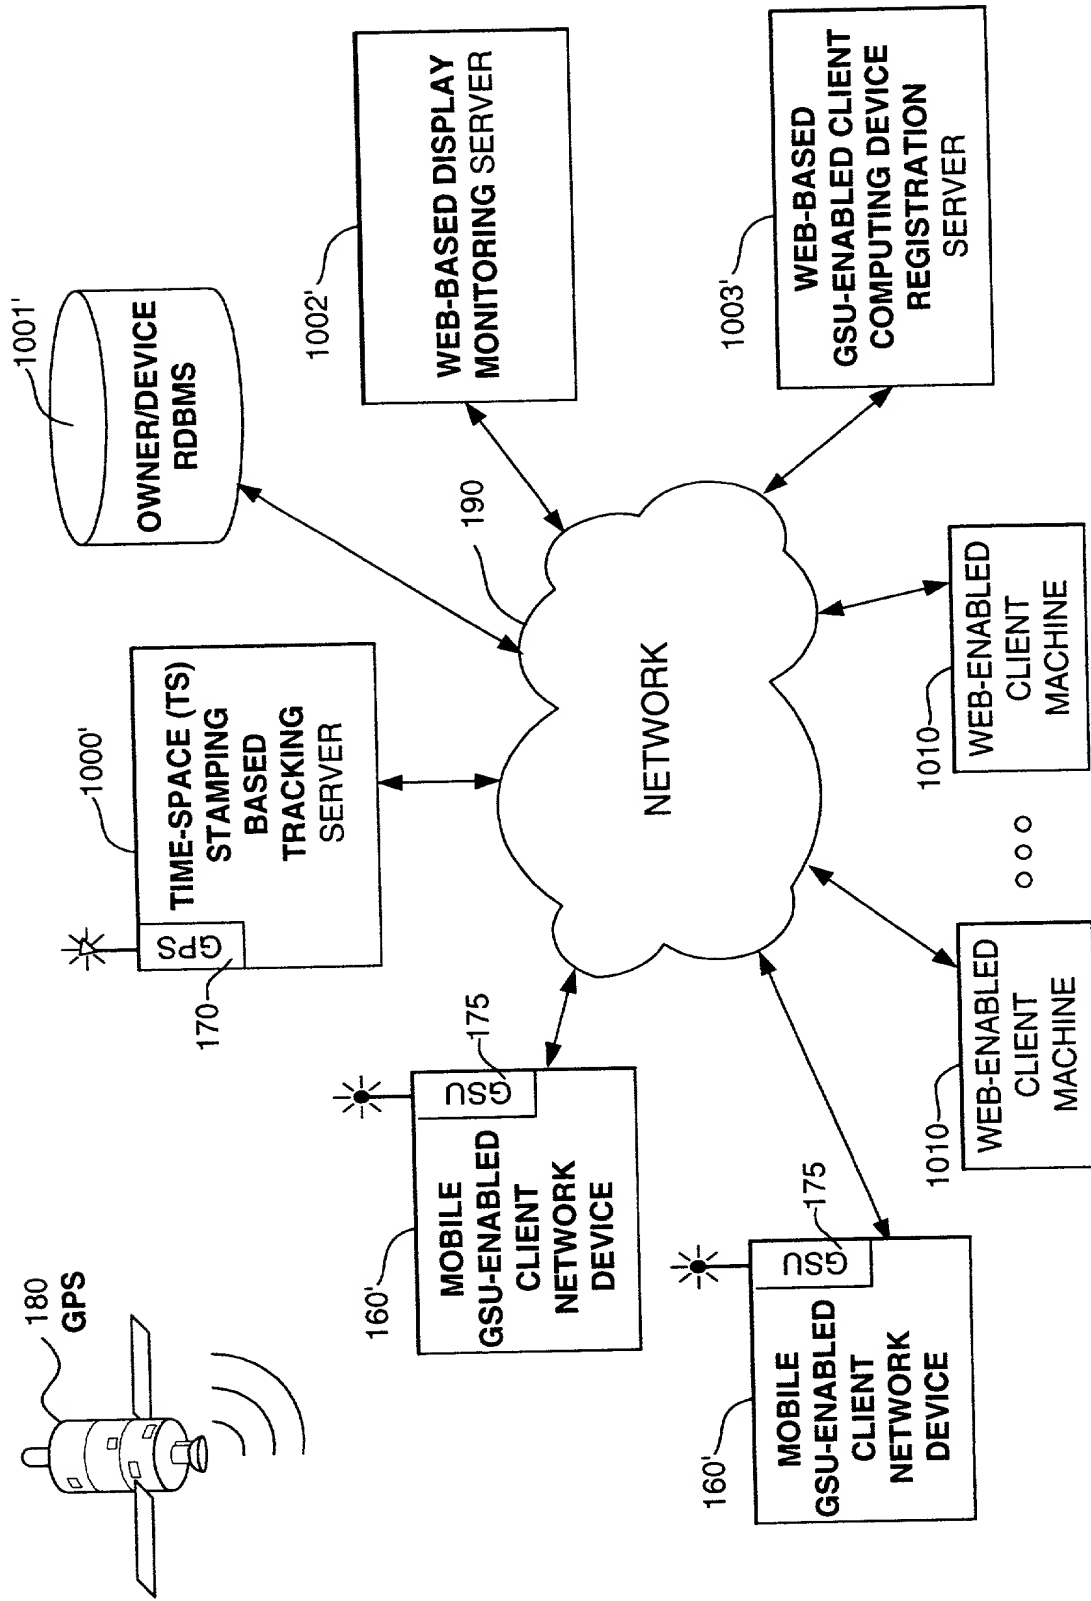 180
GPS
1000'
TIME-SPACE (TS)
STAMPING
BASED
TRACKING
SERVER
GPS
170
1001'
OWNER/DEVICE
RDBMS
1002'
WEB-BASED DISPLAY
MONITORING SERVER
190
160'
MOBILE
GSU-ENABLED
CLIENT
NETWORK
DEVICE
GSU
175
NETWORK
1003'
WEB-BASED
GSU-ENABLED CLIENT
COMPUTING DEVICE
REGISTRATION
SERVER
160'
MOBILE
GSU-ENABLED
CLIENT
NETWORK
DEVICE
GSU
175
1010
WEB-ENABLED
CLIENT
MACHINE
1010
WEB-ENABLED
CLIENT
MACHINE